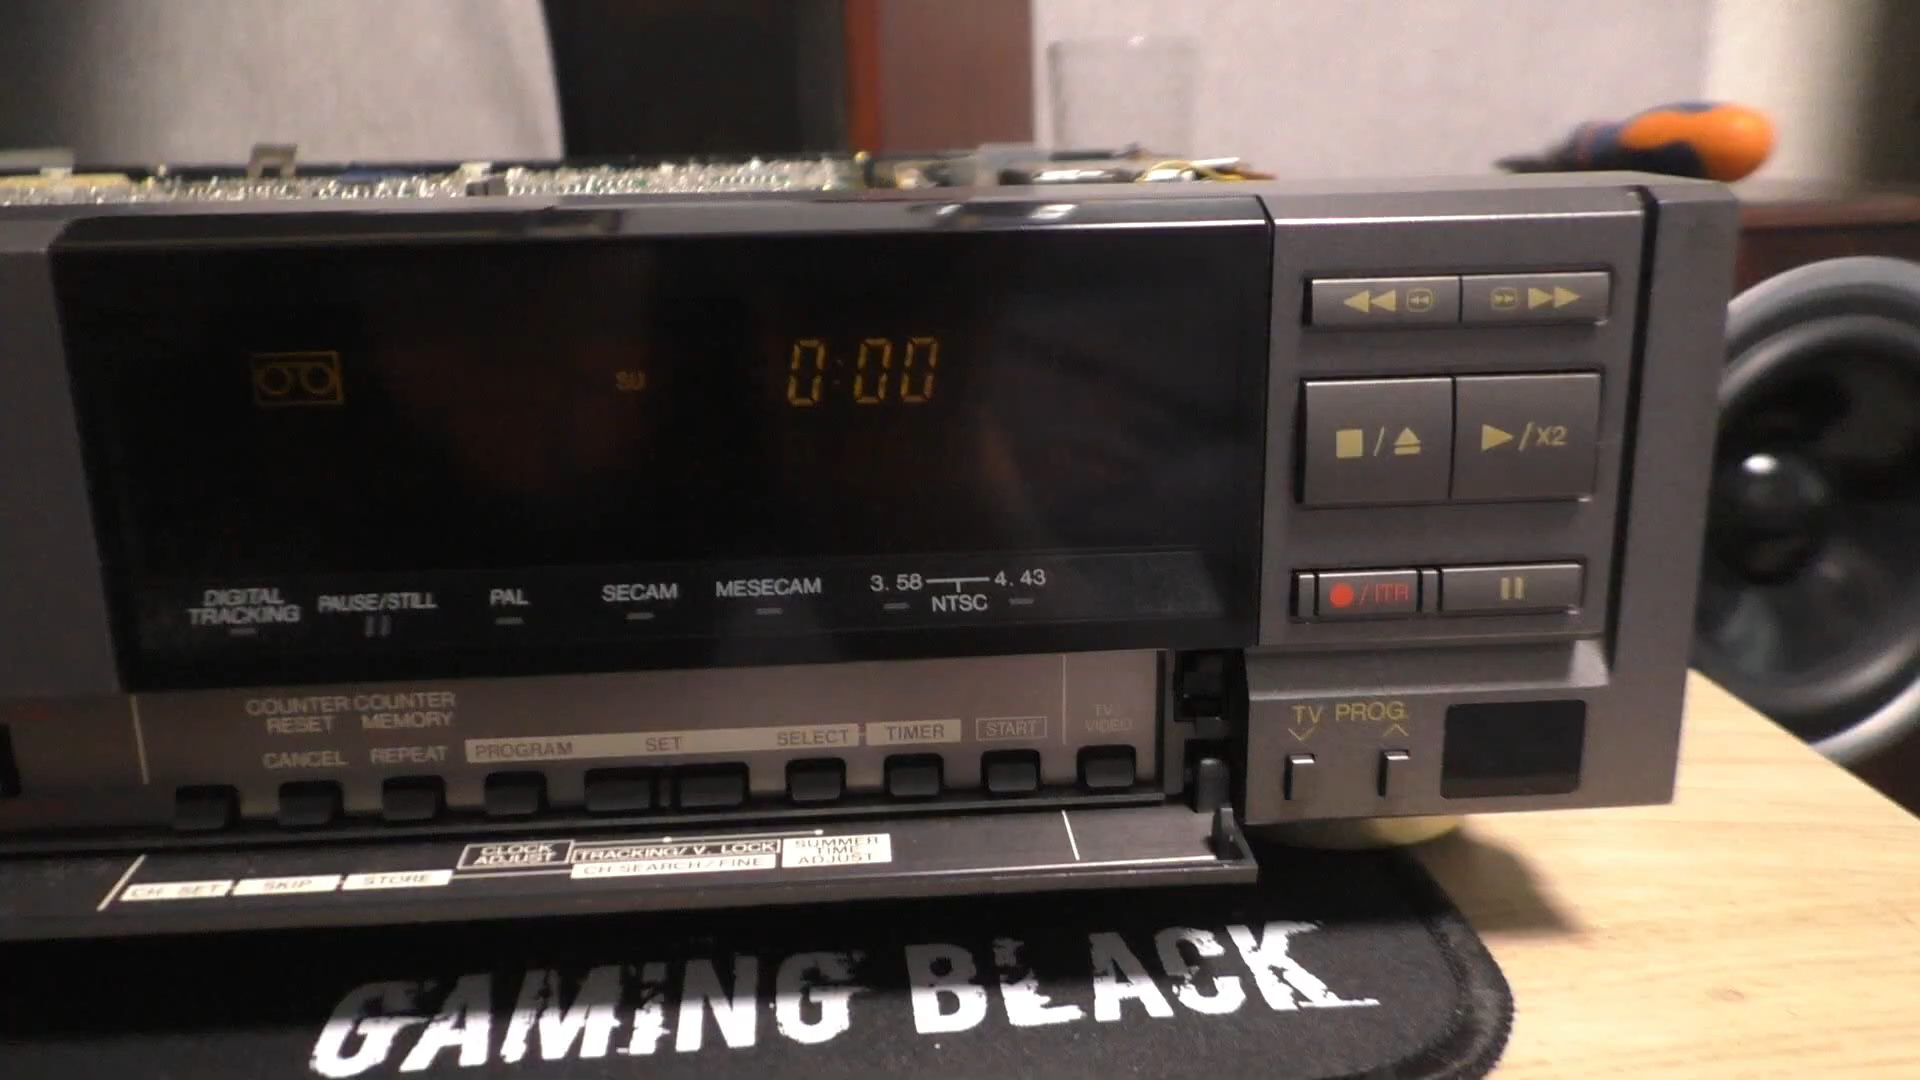 SU 0:00
DIGITAL
TRACKING
PAUSE/STILL
PAL
SECAM
MESECAM
3.58 4.43
NTSC
/X2
/ITR
TV PROG.
COUNTER COUNTER
RESET MEMORY
CANCEL REPEAT
PROGRAM SET SELECT
TIMER
START
TV
VIDEO
CLOCK
ADJUST
TRACKING/V. LOCK
CH SEARCH/FINE
SUMMER
TIME
ADJUST
CH SET SKIP STORE
GAMING BLACK